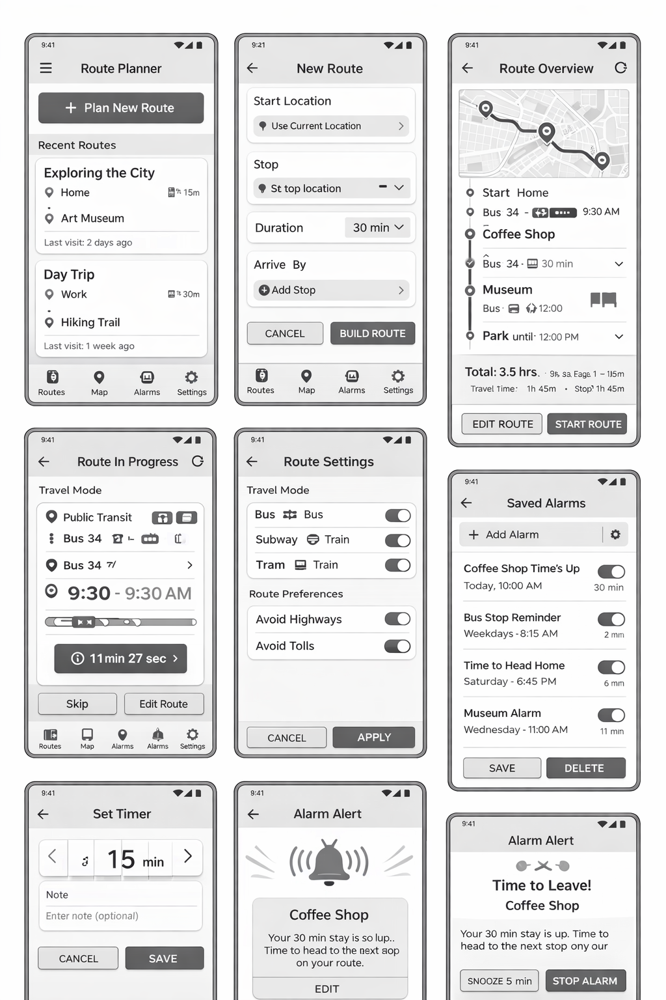 9:41
Route Planner
+ Plan New Route
Recent Routes
Exploring the City
Home
15m
Art Museum
Last visit: 2 days ago
Day Trip
Work
30m
Hiking Trail
Last visit: 1 week ago
Routes Map Alarms Settings
9:21
New Route
Start Location
Use Current Location
Stop
St top location
Duration 30 min
Arrive By
Add Stop
CANCEL BUILD ROUTE
Routes Map Alarms Settings
9:41
Route Overview
Start Home
Bus 34 - 9:30 AM
Coffee Shop
Bus 34 - 30 min
Museum
Bus · 12:00
Park until· 12:00 PM
Total: 3.5 hrs.
Travel Time: 1h 45m • Stop' 1h 45m
EDIT ROUTE START ROUTE
9:41
Route In Progress
Travel Mode
Public Transit
Bus 34
Bus 34
9:30 - 9:30 AM
11min 27 sec >
Skip Edit Route
Routes Map Alarms Alarms Settings
9:41
Route Settings
Travel Mode
Bus Bus
Subway Train
Tram Train
Route Preferences
Avoid Highways
Avoid Tolls
CANCEL APPLY
9:41
Saved Alarms
+ Add Alarm
Coffee Shop Time's Up
Today, 10:00 AM 30 min
Bus Stop Reminder
Weekdays - 8:15 AM 2 mm
Time to Head Home
Saturday - 6:45 PM 6 mm
Museum Alarm
Wednesday - 11:00 AM 11 min
SAVE DELETE
9:41
Set Timer
15 min
Note
Enter note (optional)
CANCEL SAVE
9:41
Alarm Alert
Coffee Shop
Your 30 min stay is so lup..
Time to head to the next sop
on your route.
EDIT
9:41
Alarm Alert
Time to Leave!
Coffee Shop
Your 30 min stay is up. Time to
head to the next stop ony our
SNOOZE 5 min STOP ALARM